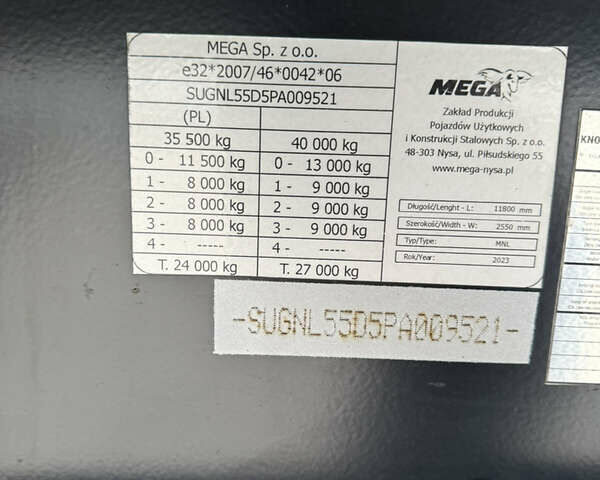 MEGA Sp. z o.o.
e32*2007/46*0042*06
SUGNL55D5PA009521
(PL)
35 500 kg 40 000 kg
0 - 11 500 kg 0 - 13 000 kg
1 - 8 000 kg 1 - 9 000 kg
2 - 8 000 kg 2 - 9 000 kg
3 - 8 000 kg 3 - 9 000 kg
4 - ----- 4 - -----
T. 24 000 kg T. 27 000 kg
MEGA
Zakład Produkcji
Pojazdów Użytkowych
i Konstrukcji Stalowych Sp. z o.o.
48-303 Nysa, ul. Piłsudskiego 55
www.mega-nysa.pl
Długość/Lenght - L: 11800 mm
Szerokość/Width - W: 2550 mm
Typ/Type: MNL
Rok/Year: 2023
-SUGNL55D5PA009521-
KNO